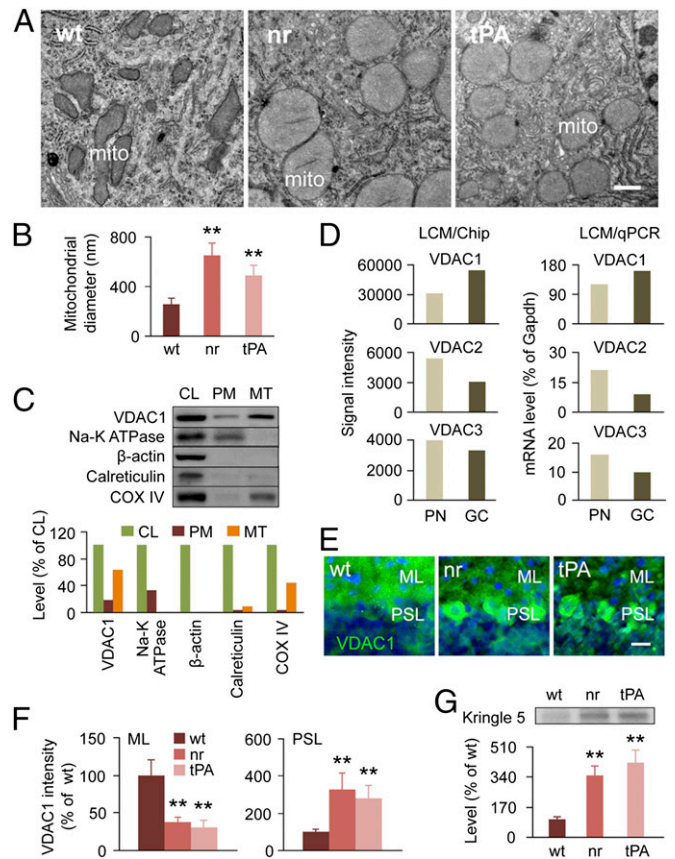 A
wt
nr
tPA
mito
mito
mito
B
Mitochondrial
diameter (nm)
800
400
0
**
**
wt
nr
tPA
C
CL PM MT
VDAC1
Na-K ATPase
β-actin
Calreticulin
COX IV
Level (% of CL)
120
80
40
0
CL
PM
MT
VDAC1
Na-K
ATPase
β-actin
Calreticulin
COX IV
D
LCM/Chip
LCM/qPCR
Signal intensity
mRNA level (% of Gapdh)
VDAC1
60000
30000
0
VDAC1
180
90
0
VDAC2
6000
3000
0
VDAC2
30
15
0
VDAC3
4000
2000
0
VDAC3
20
10
0
PN GC
PN GC
E
wt
ML
PSL
VDAC1
nr
ML
PSL
tPA
ML
PSL
F
VDAC1 intensity
(% of wt)
150
100
50
0
ML
wt
nr
tPA
**
**
600
400
200
0
PSL
**
**
G
wt nr tPA
Kringle 5
Level (% of wt)
510
340
170
0
**
**
wt
nr
tPA